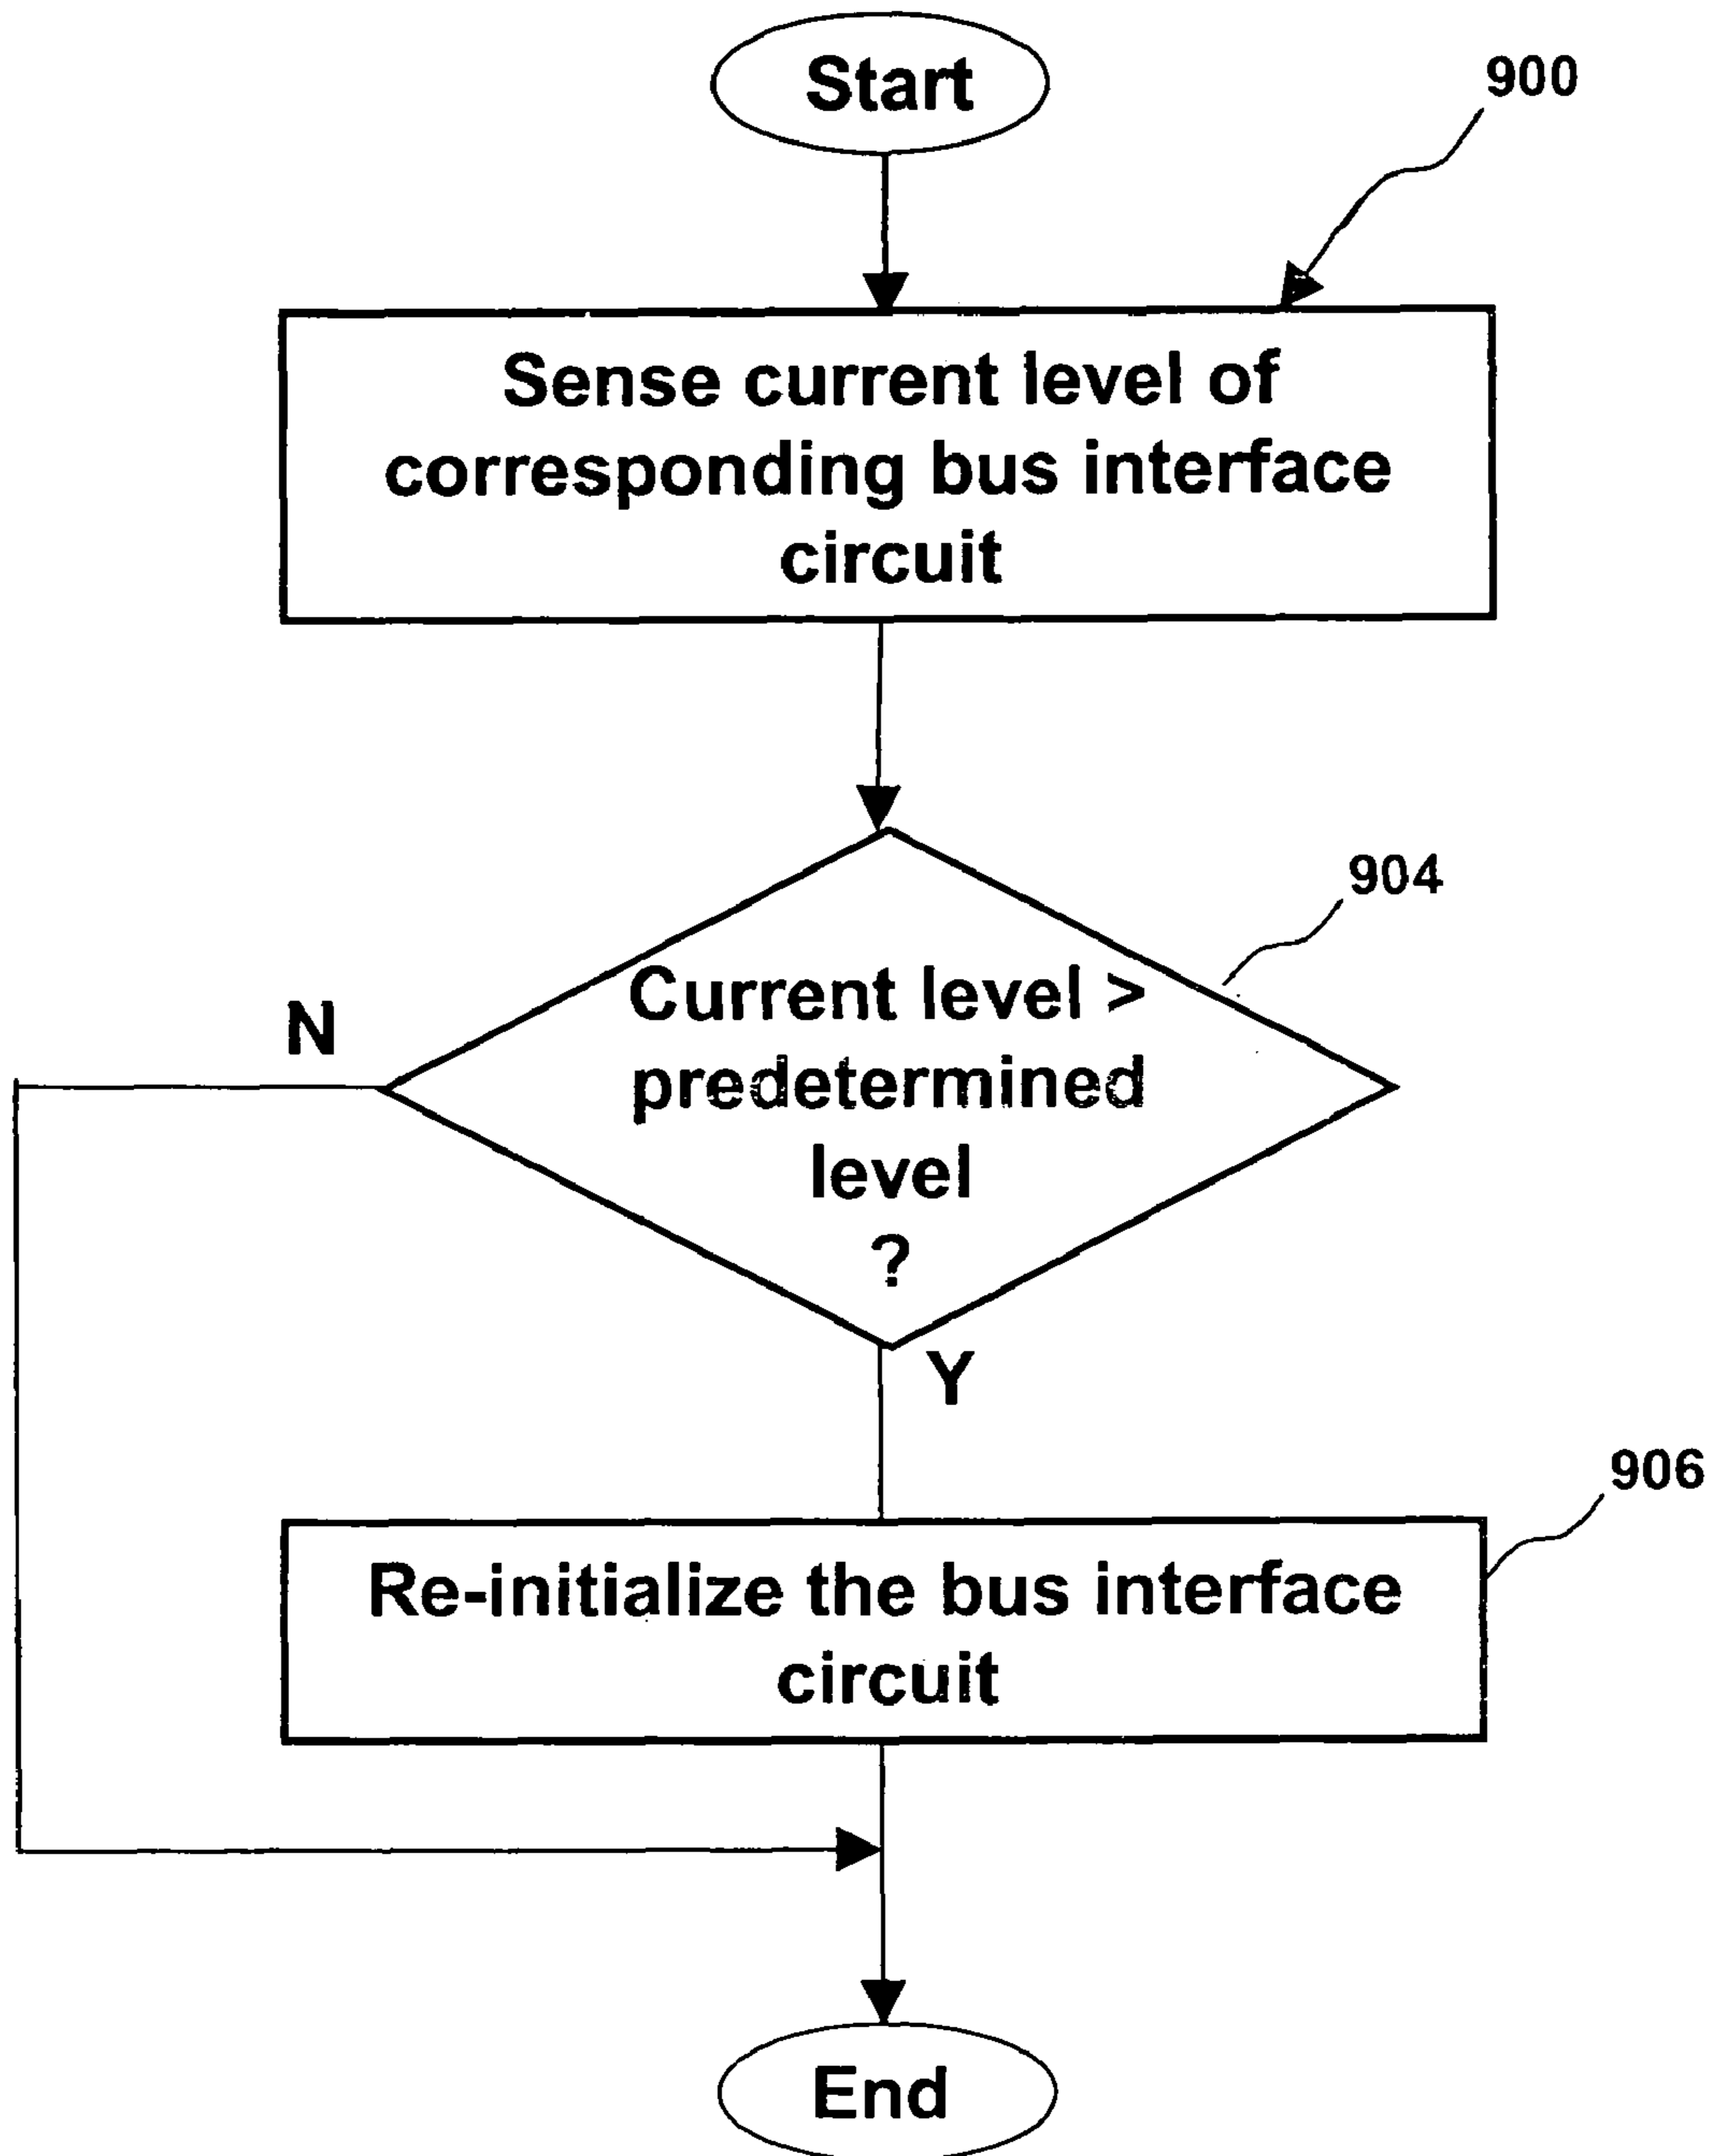 Start
900
Sense current level of
corresponding bus interface
circuit
904
Current level >
predetermined
level
?
N
Y
906
Re-initialize the bus interface
circuit
End